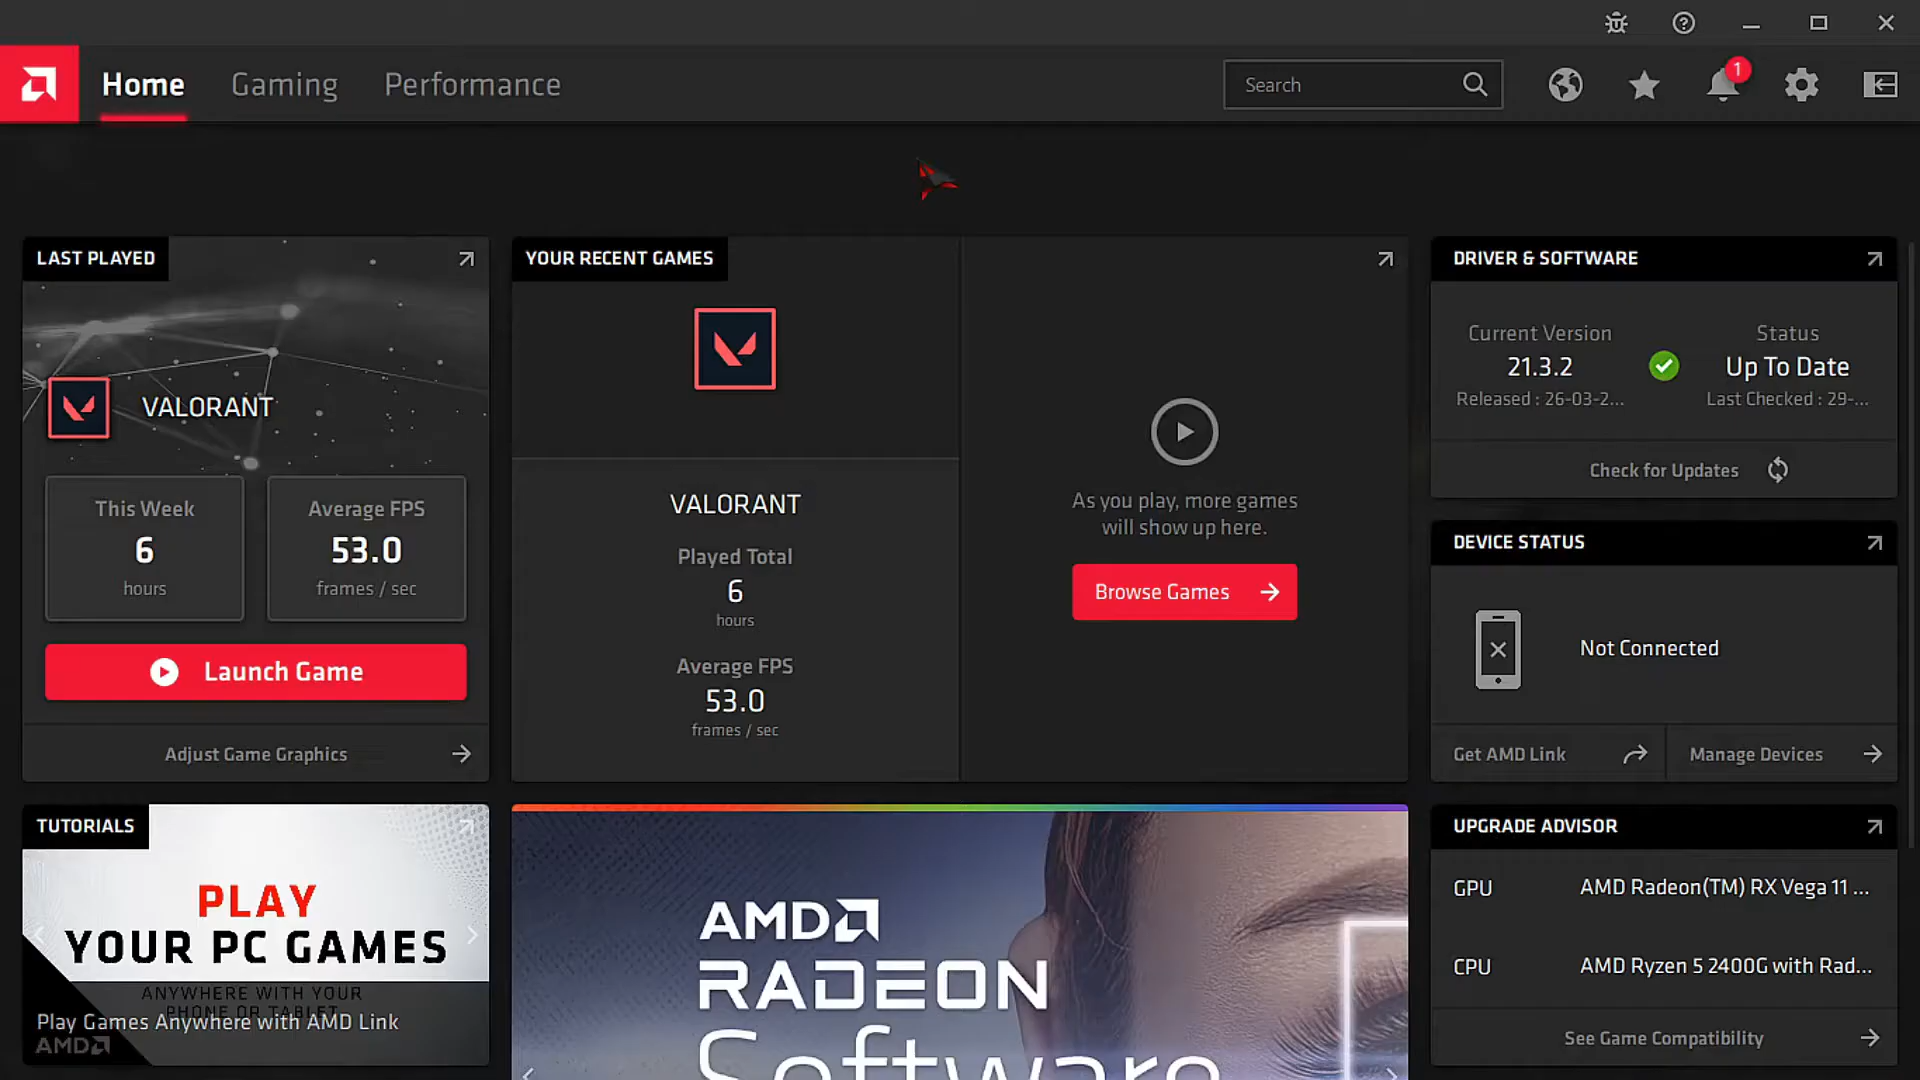 Home
Gaming
Performance
Search
1
LAST PLAYED
VALORANT
This Week
6
hours
Average FPS
53.0
frames / sec
Launch Game
Adjust Game Graphics
YOUR RECENT GAMES
VALORANT
Played Total
6
hours
Average FPS
53.0
frames / sec
As you play, more games
will show up here.
Browse Games
DRIVER & SOFTWARE
Current Version
21.3.2
Released : 26-03-2...
Status
Up To Date
Last Checked : 29-...
Check for Updates
DEVICE STATUS
Not Connected
Get AMD Link
Manage Devices
TUTORIALS
PLAY
YOUR PC GAMES
ANYWHERE WITH YOUR
PHONE OR TABLET
Play Games Anywhere with AMD Link
AMD
AMD
RADEON
Software
UPGRADE ADVISOR
GPU
AMD Radeon(TM) RX Vega 11 ...
CPU
AMD Ryzen 5 2400G with Rad...
See Game Compatibility